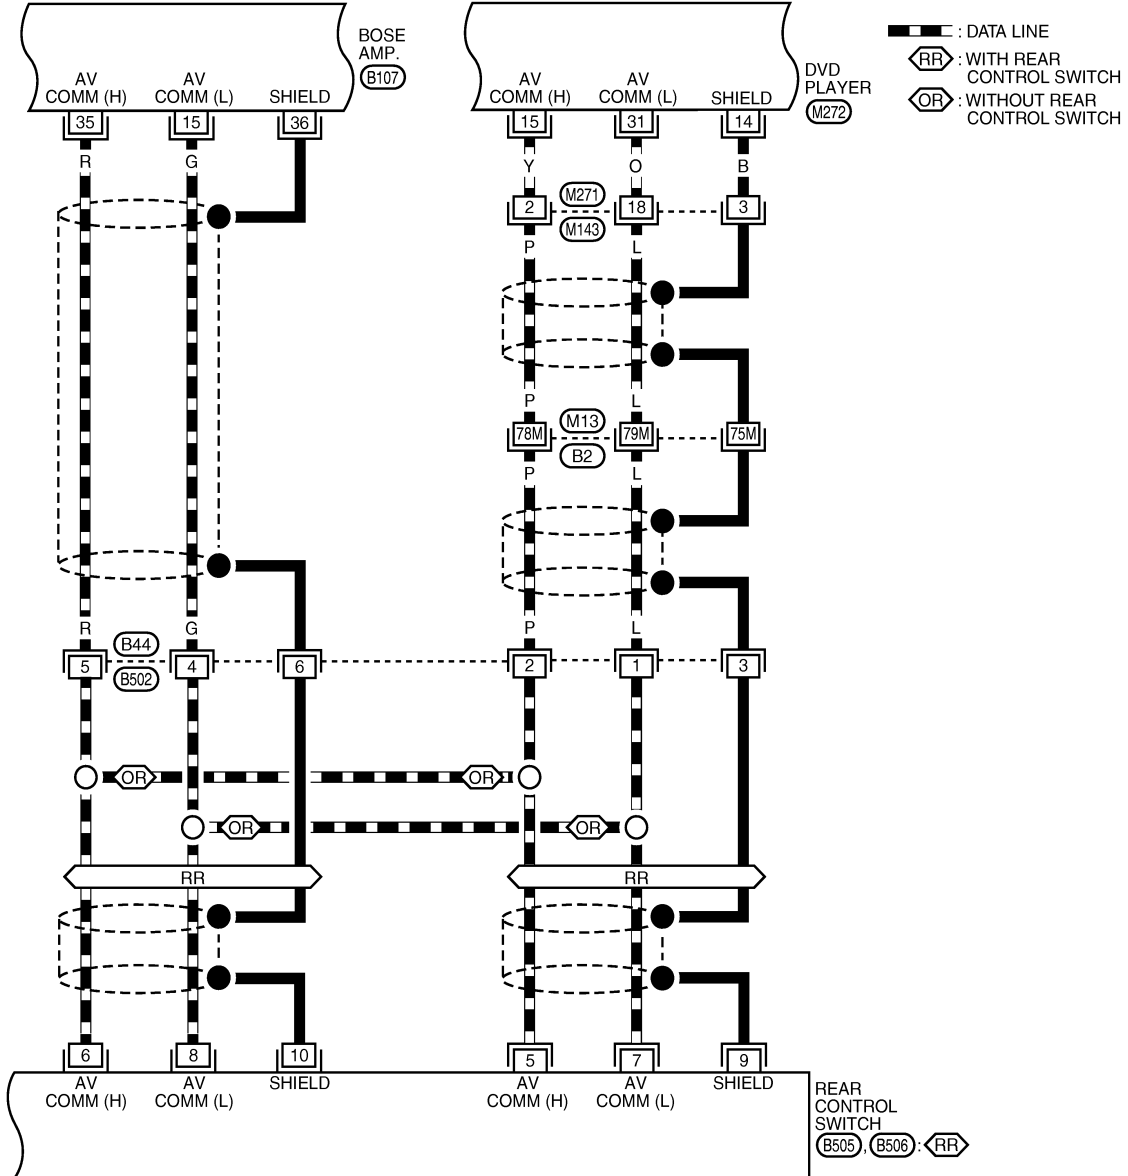 BOSE
AMP.
B107
DVD
PLAYER
M272
: DATA LINE
RR : WITH REAR
CONTROL SWITCH
OR : WITHOUT REAR
CONTROL SWITCH
AV
COMM (H)
AV
COMM (L)
SHIELD
AV
COMM (H)
AV
COMM (L)
SHIELD
35 15 36 15 31 14
R G Y O B
2 M271 18 3
M143
P L
P L
78M M13 79M 75M
B2
P L
R G P L
5 B44 4 6 2 1 3
B502
OR OR
OR OR
RR RR
6 8 10 5 7 9
AV
COMM (H)
AV
COMM (L)
SHIELD
AV
COMM (H)
AV
COMM (L)
SHIELD
REAR
CONTROL
SWITCH
B505 , B506 : RR